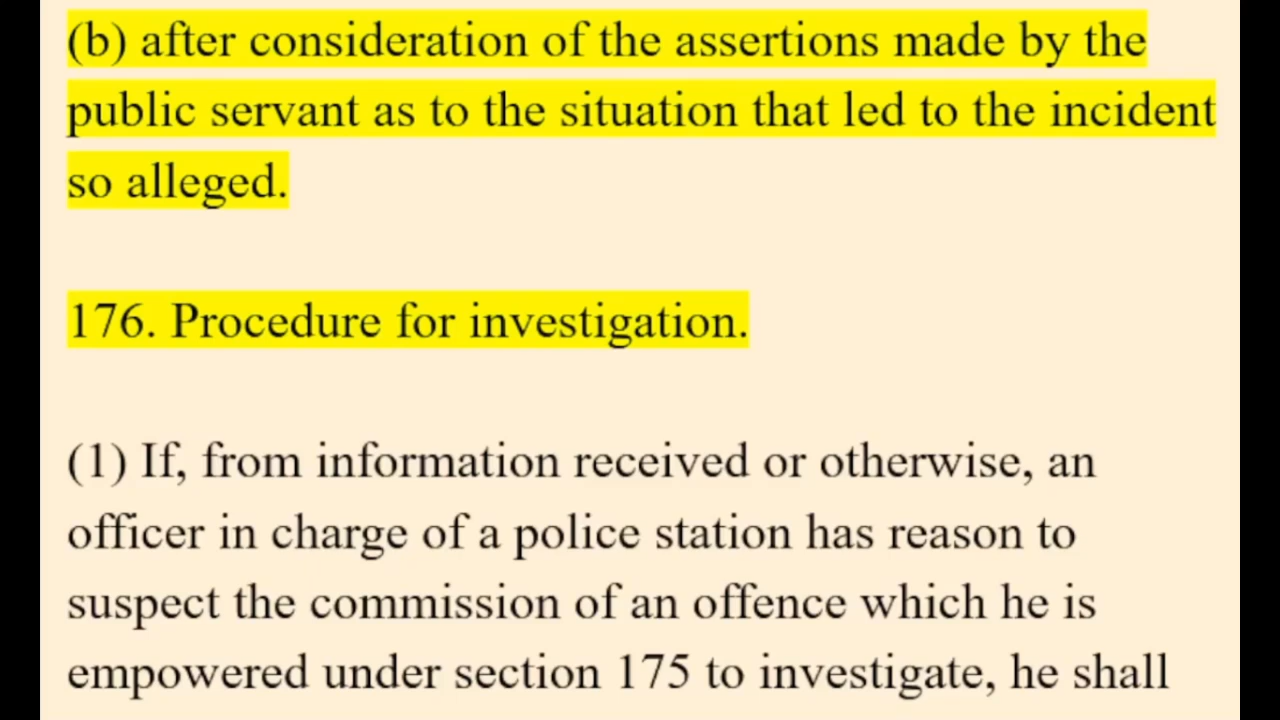 (b) after consideration of the assertions made by the
public servant as to the situation that led to the incident
so alleged.
176. Procedure for investigation.
(1) If, from information received or otherwise, an
officer in charge of a police station has reason to
suspect the commission of an offence which he is
empowered under section 175 to investigate, he shall